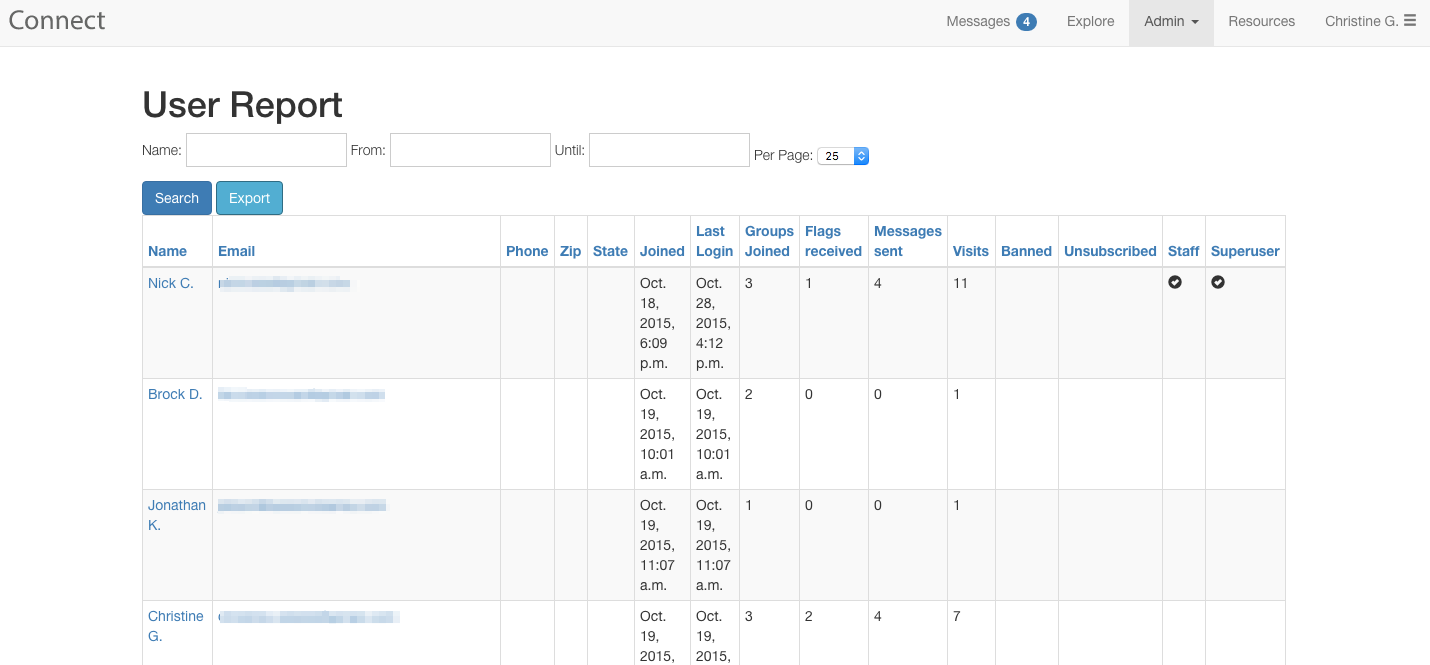 Connect
Messages 4 Explore Admin Resources Christine G.
User Report
Name: From: Until: Per Page: 25
Search Export
Name Email Phone Zip State Joined Last Login Groups Joined Flags received Messages sent Visits Banned Unsubscribed Staff Superuser
Nick C. Oct. 18, 2015, 6:09 p.m. Oct. 28, 2015, 4:12 p.m. 3 1 4 11
Brock D. Oct. 19, 2015, 10:01 a.m. Oct. 19, 2015, 10:01 a.m. 2 0 0 1
Jonathan K. Oct. 19, 2015, 11:07 a.m. Oct. 19, 2015, 11:07 a.m. 1 0 0 1
Christine G. Oct. 19, 2015, Oct. 19, 2015, 3 2 4 7